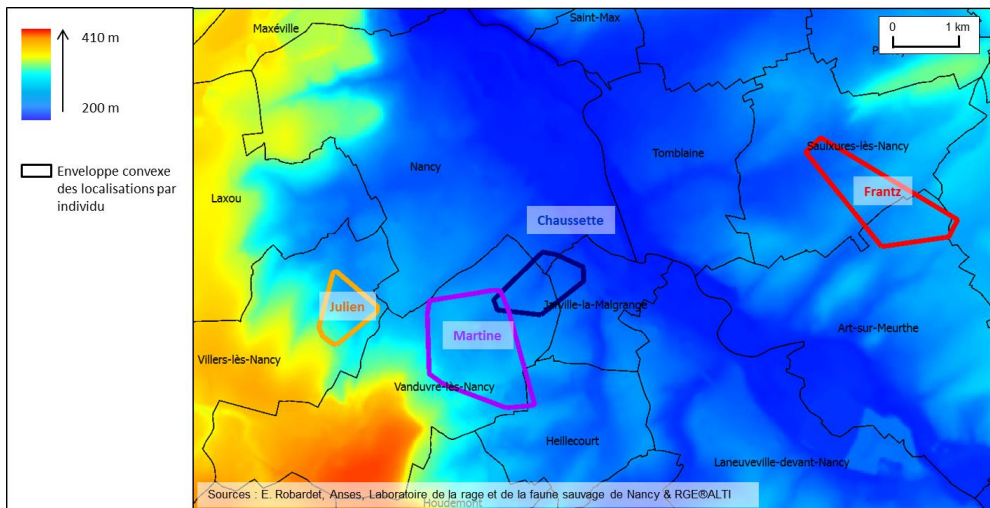 410 m
200 m
Enveloppe convexe
des localisations par
individu
Maxéville
Saint-Max
0 1 km
Nancy
Tomblaine
Saulxures-lès-Nancy
Frantz
Laxou
Chaussette
Julien
Jarville-la-Malgrange
Martine
Art-sur-Meurthe
Villers-lès-Nancy
Vanduvre-lès-Nancy
Heillecourt
Laneuveville-devant-Nancy
Sources : E. Robardet, Anses, Laboratoire de la rage et de la faune sauvage de Nancy & RGE®ALTI
Houdemont